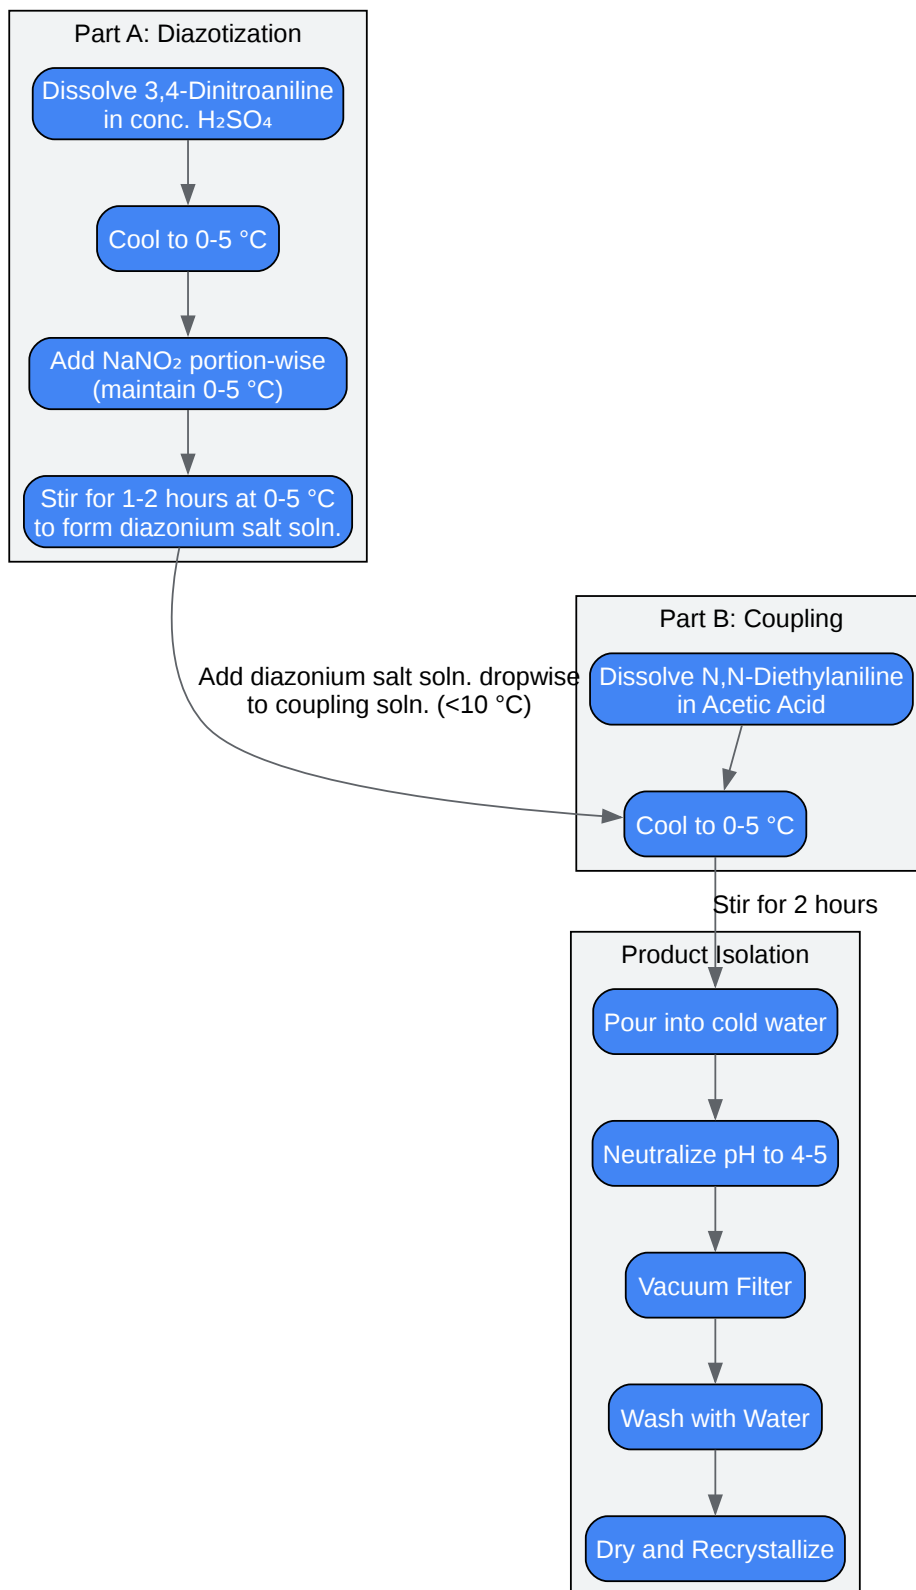 Part A: Diazotization
Dissolve 3,4-Dinitroaniline
in conc. H₂SO₄
Cool to 0-5 °C
Add NaNO₂ portion-wise
(maintain 0-5 °C)
Stir for 1-2 hours at 0-5 °C
to form diazonium salt soln.
Add diazonium salt soln. dropwise
to coupling soln. (<10 °C)
Part B: Coupling
Dissolve N,N-Diethylaniline
in Acetic Acid
Cool to 0-5 °C
Stir for 2 hours
Product Isolation
Pour into cold water
Neutralize pH to 4-5
Vacuum Filter
Wash with Water
Dry and Recrystallize